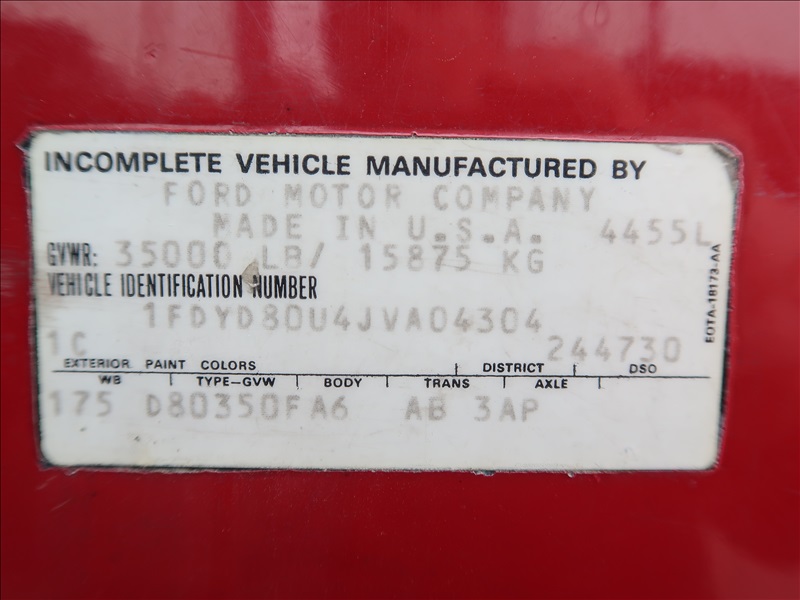 INCOMPLETE VEHICLE MANUFACTURED BY
FORD MOTOR COMPANY
MADE IN U.S.A. 4455L
GVWR: 35000 LB/ 15875 KG
VEHICLE IDENTIFICATION NUMBER
1FDYD80U4JVA04304
1C 244730
EXTERIOR PAINT COLORS DISTRICT DSO
WB TYPE-GVW BODY TRANS AXLE
175 D80350FA6 AB 3AP
EOTA-18173-AA